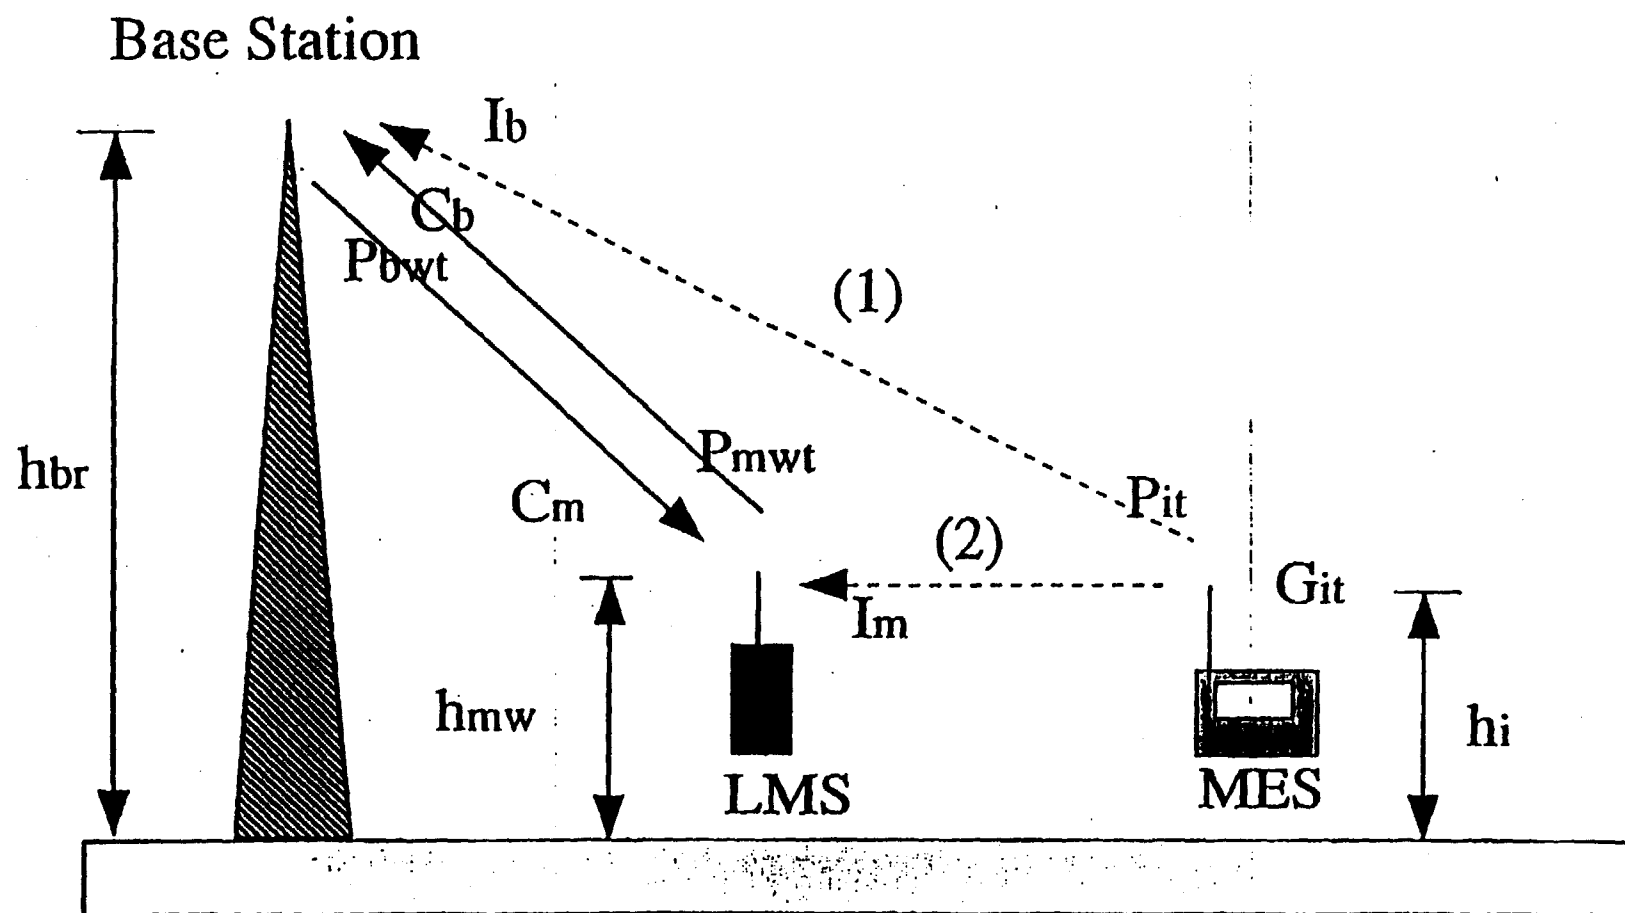 Base Station
Ib
Cb
Pbwt
(1)
hbr
Pmwt
Cm
Pit
(2)
Git
Im
hmw
hi
LMS
MES